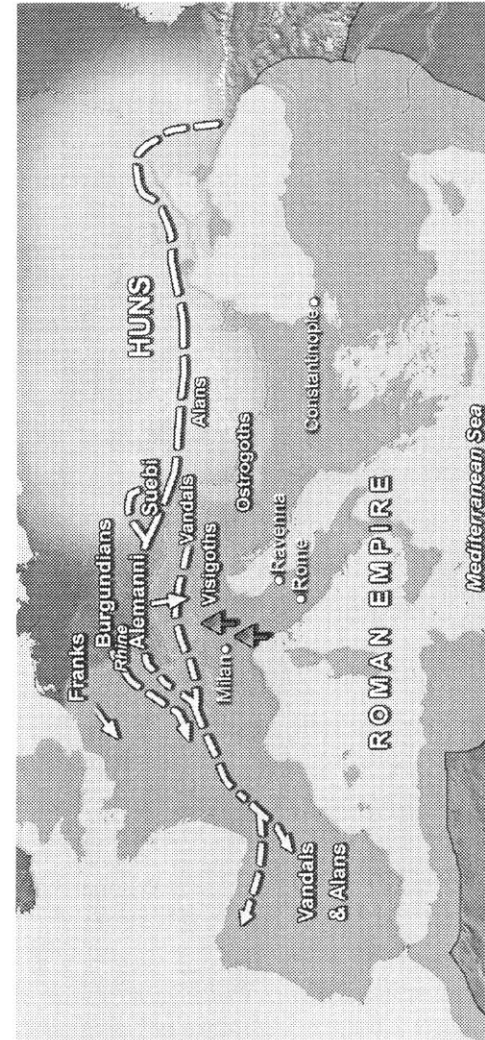 Franks
Burgundians
Rhine
Alemanni
Suebi
HUNS
Alans
Vandals
Visigoths
Ostrogoths
Milan
Ravenna
Rome
Constantinople
Vandals
& Alans
ROMAN EMPIRE
Mediterranean Sea